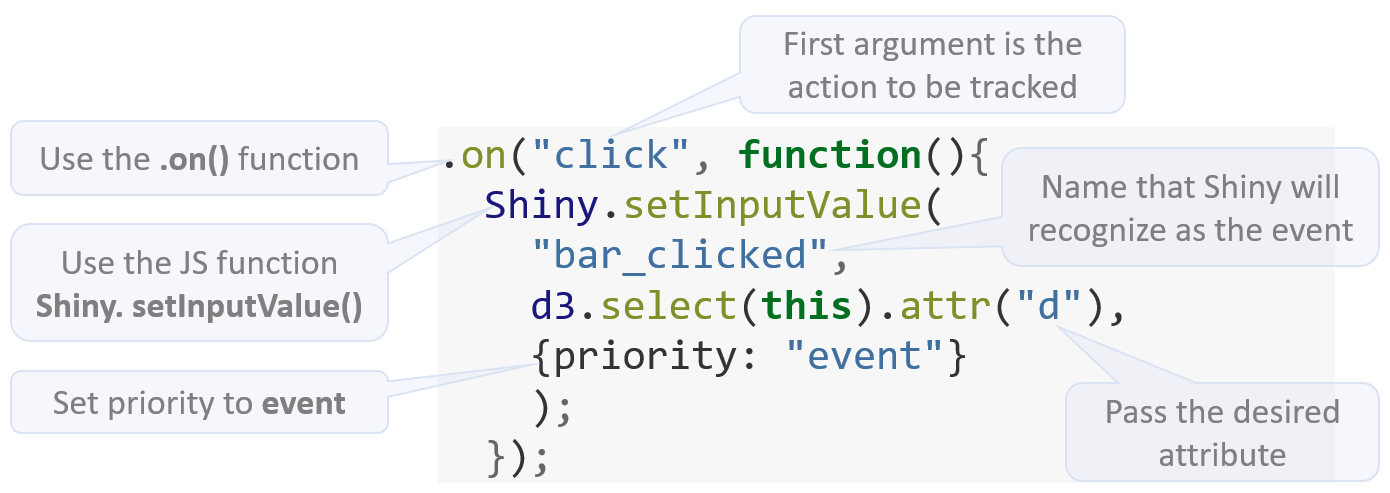 First argument is the
action to be tracked
Use the .on() function
.on("click", function(){
Shiny.setInputValue(
"bar_clicked",
d3.select(this).attr("d"),
{priority: "event"}
);
});
Name that Shiny will
recognize as the event
Use the JS function
Shiny. setInputValue()
Set priority to event
Pass the desired
attribute